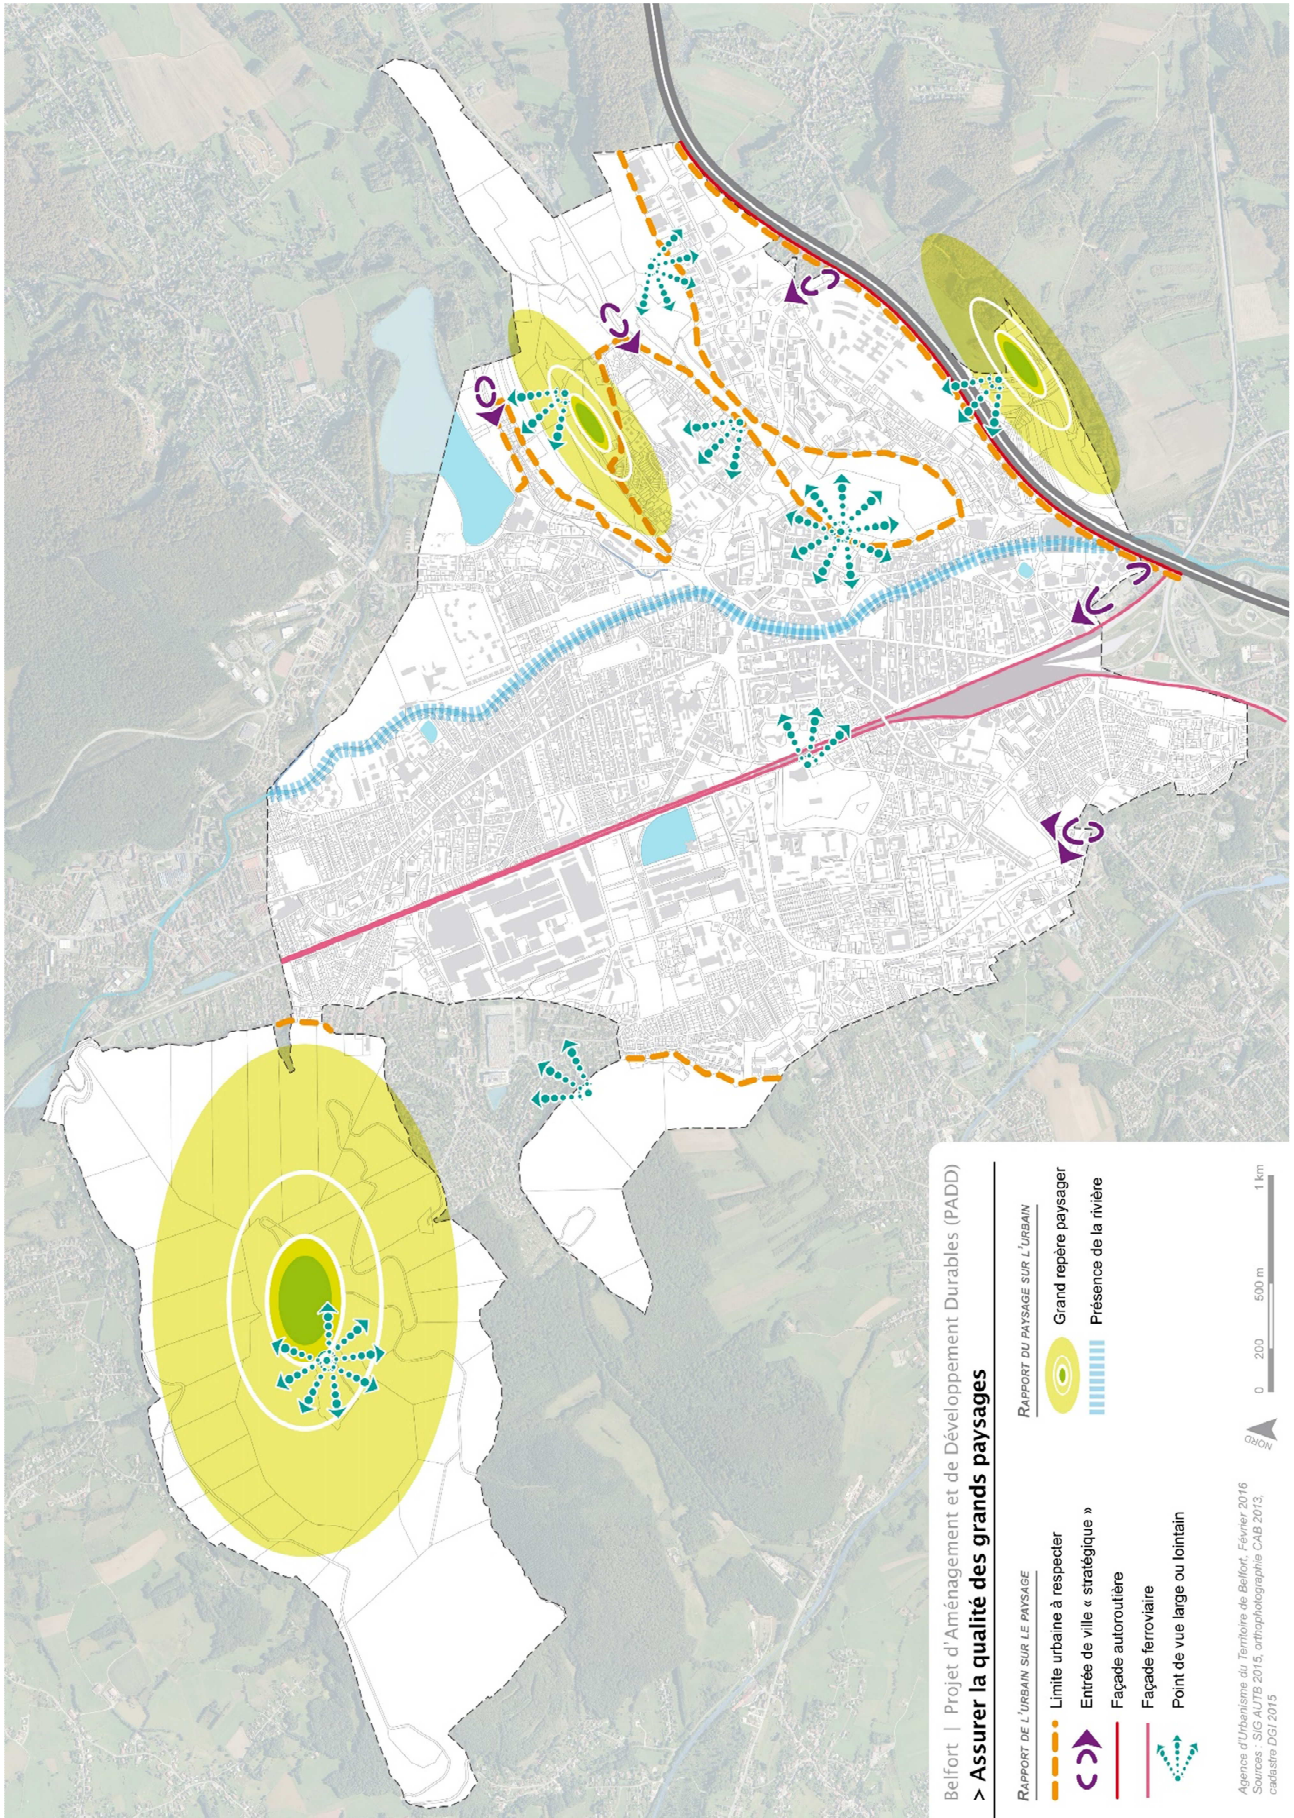 Belfort | Projet d'Aménagement et de Développement Durables (PADD)
> Assurer la qualité des grands paysages
RAPPORT DE L'URBAIN SUR LE PAYSAGE
Limite urbaine à respecter
Entrée de ville « stratégique »
Façade autoroutière
Façade ferroviaire
Point de vue large ou lointain
RAPPORT DU PAYSAGE SUR L'URBAIN
Grand repère paysager
Présence de la rivière
Agence d'Urbanisme du Territoire de Belfort, Février 2016
Sources : SIG AUTB 2015, orthophotographie CAB 2013,
cadastre DGI 2015
NORD
0 200 500 m 1 km